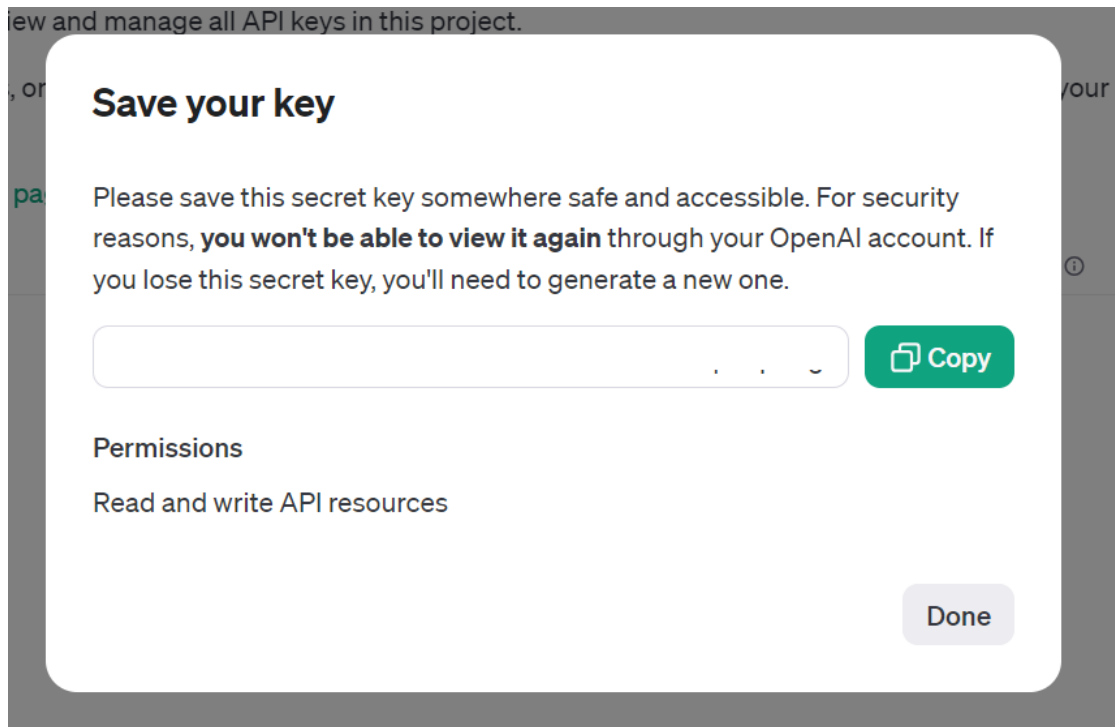 iew and manage all API keys in this project.
, or
your
Save your key
pa
Please save this secret key somewhere safe and accessible. For security
reasons, you won't be able to view it again through your OpenAI account. If
you lose this secret key, you'll need to generate a new one.
Copy
Permissions
Read and write API resources
Done